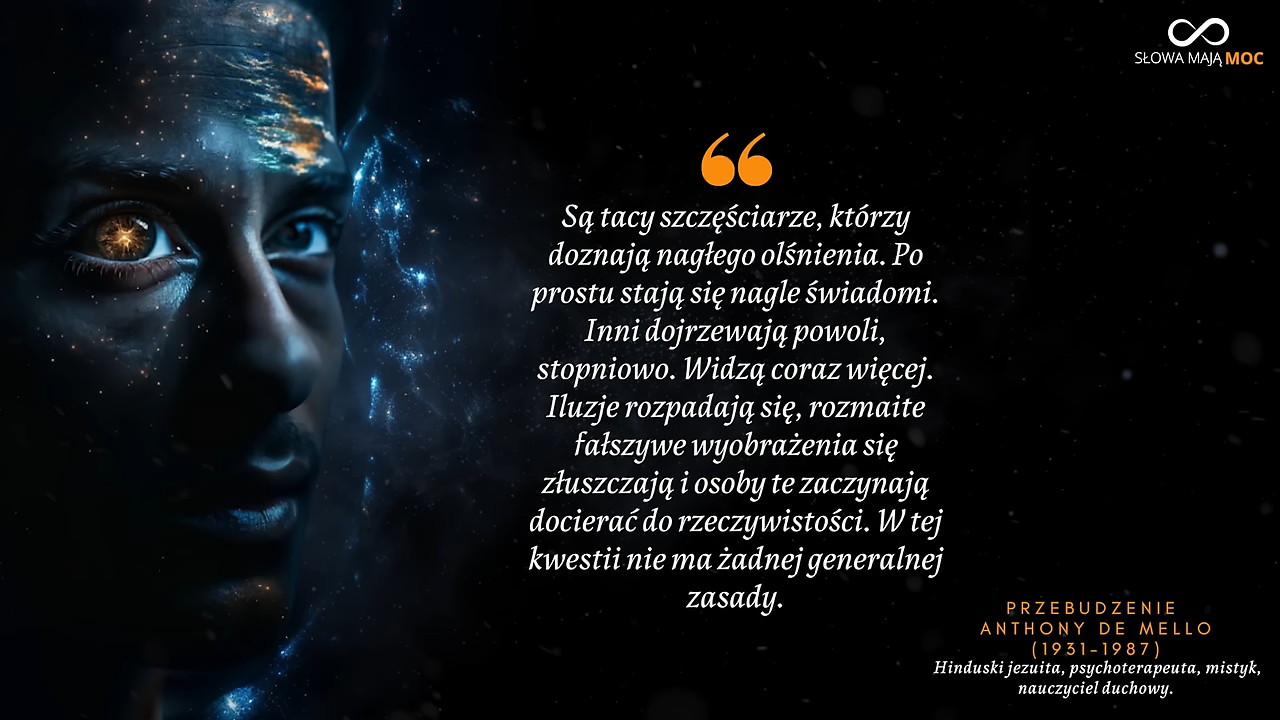 SŁOWA MAJĄ MOC
Są tacy szczęściarze, którzy
doznają nagłego olśnienia. Po
prostu stają się nagle świadomi.
Inni dojrzewają powoli,
stopniowo. Widzą coraz więcej.
Iluzje rozpadają się, rozmaite
fałszywe wyobrażenia się
złuszczają i osoby te zaczynają
docierać do rzeczywistości. W tej
kwestii nie ma żadnej generalnej
zasady.
PRZEBUDZENIE
ANTHONY DE MELLO
(1931-1987)
Hinduski jezuita, psychoterapeuta, mistyk,
nauczyciel duchowy.